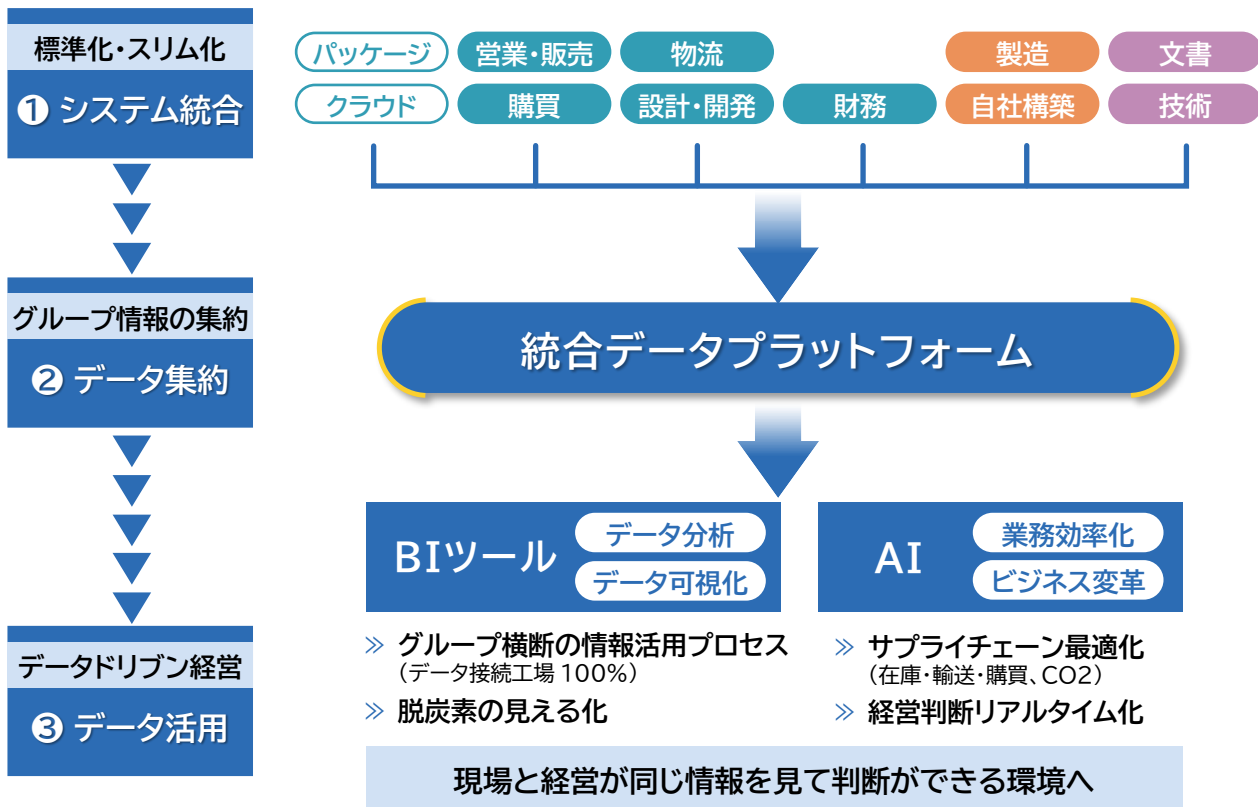 標準化・スリム化
❶ システム統合
パッケージ 営業・販売 物流 製造 文書
クラウド 購買 設計・開発 財務 自社構築 技術
グループ情報の集約
❷ データ集約
統合データプラットフォーム
データドリブン経営
❸ データ活用
BIツール
データ分析
データ可視化
≫ グループ横断の情報活用プロセス
(データ接続工場 100%)
≫ 脱炭素の見える化
AI
業務効率化
ビジネス変革
≫ サプライチェーン最適化
(在庫・輸送・購買、CO2)
≫ 経営判断リアルタイム化
現場と経営が同じ情報を見て判断ができる環境へ